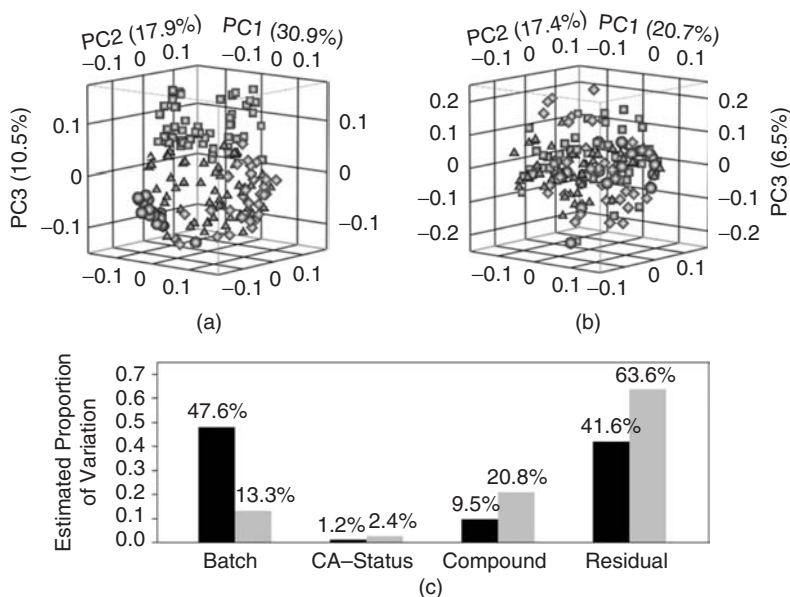 PC2 (17.9%) PC1 (30.9%)
−0.1 0 0.1 −0.1 0 0.1
PC3 (10.5%)
0.1
0
−0.1
0.1
0
−0.1
−0.1 0 0.1 −0.1 0 0.1
(a)
PC2 (17.4%) PC1 (20.7%)
−0.1 0 0.1 −0.1 0 0.1
0.2
0.1
0
−0.1
−0.2
0.2
0.1
0
−0.1
−0.2
PC3 (6.5%)
−0.1 0 0.1 −0.1 0 0.1
(b)
Estimated Proportion
of Variation
0.7
0.6
0.5
0.4
0.3
0.2
0.1
0.0
47.6%
13.3%
1.2% 2.4%
9.5%
20.8%
41.6%
63.6%
Batch CA–Status Compound Residual
(c)